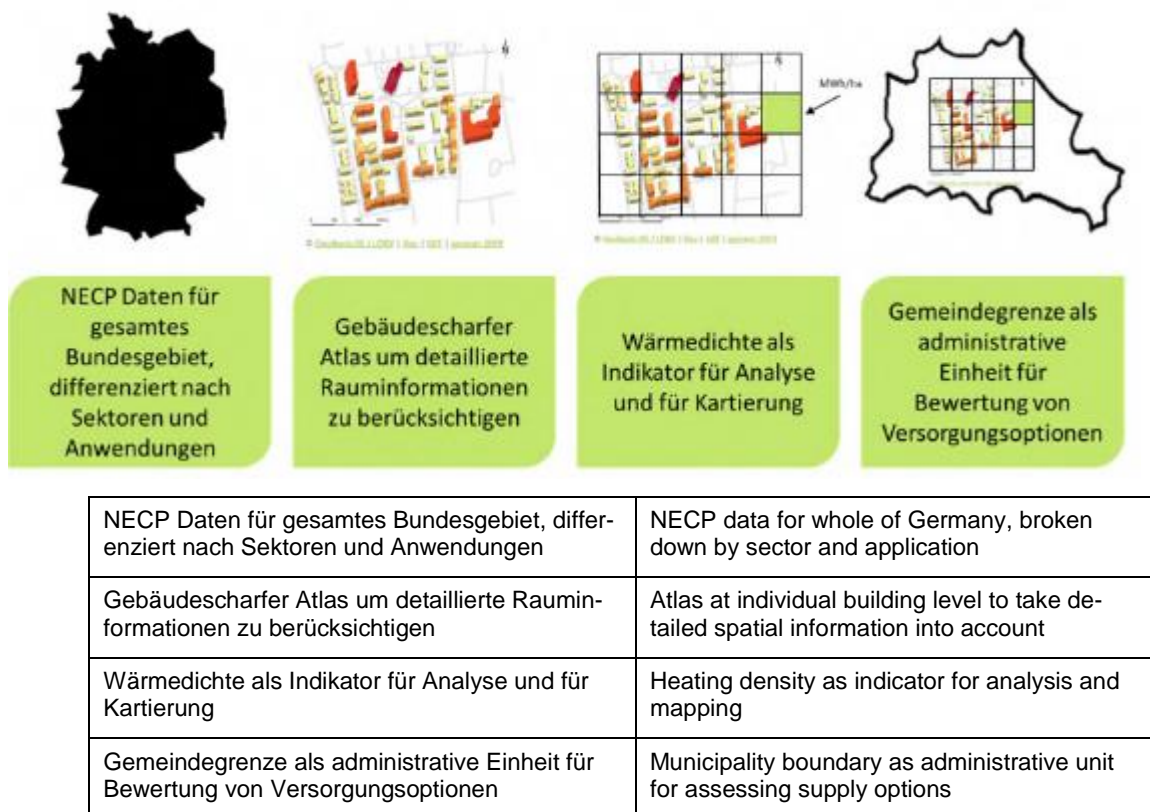 MWh/ha
NECP Daten für
gesamtes
Bundesgebiet,
differenziert nach
Sektoren und
Anwendungen
Gebäudescharfer
Atlas um detaillierte
Rauminformationen
zu berücksichtigen
Wärmedichte als
Indikator für Analyse
und für Kartierung
Gemeindegrenze als
administrative
Einheit für
Bewertung von
Versorgungsoptionen
NECP Daten für gesamtes Bundesgebiet, differ-
enziert nach Sektoren und Anwendungen
NECP data for whole of Germany, broken
down by sector and application
Gebäudescharfer Atlas um detaillierte Raumin-
formationen zu berücksichtigen
Atlas at individual building level to take de-
tailed spatial information into account
Wärmedichte als Indikator für Analyse und für
Kartierung
Heating density as indicator for analysis and
mapping
Gemeindegrenze als administrative Einheit für
Bewertung von Versorgungsoptionen
Municipality boundary as administrative unit
for assessing supply options